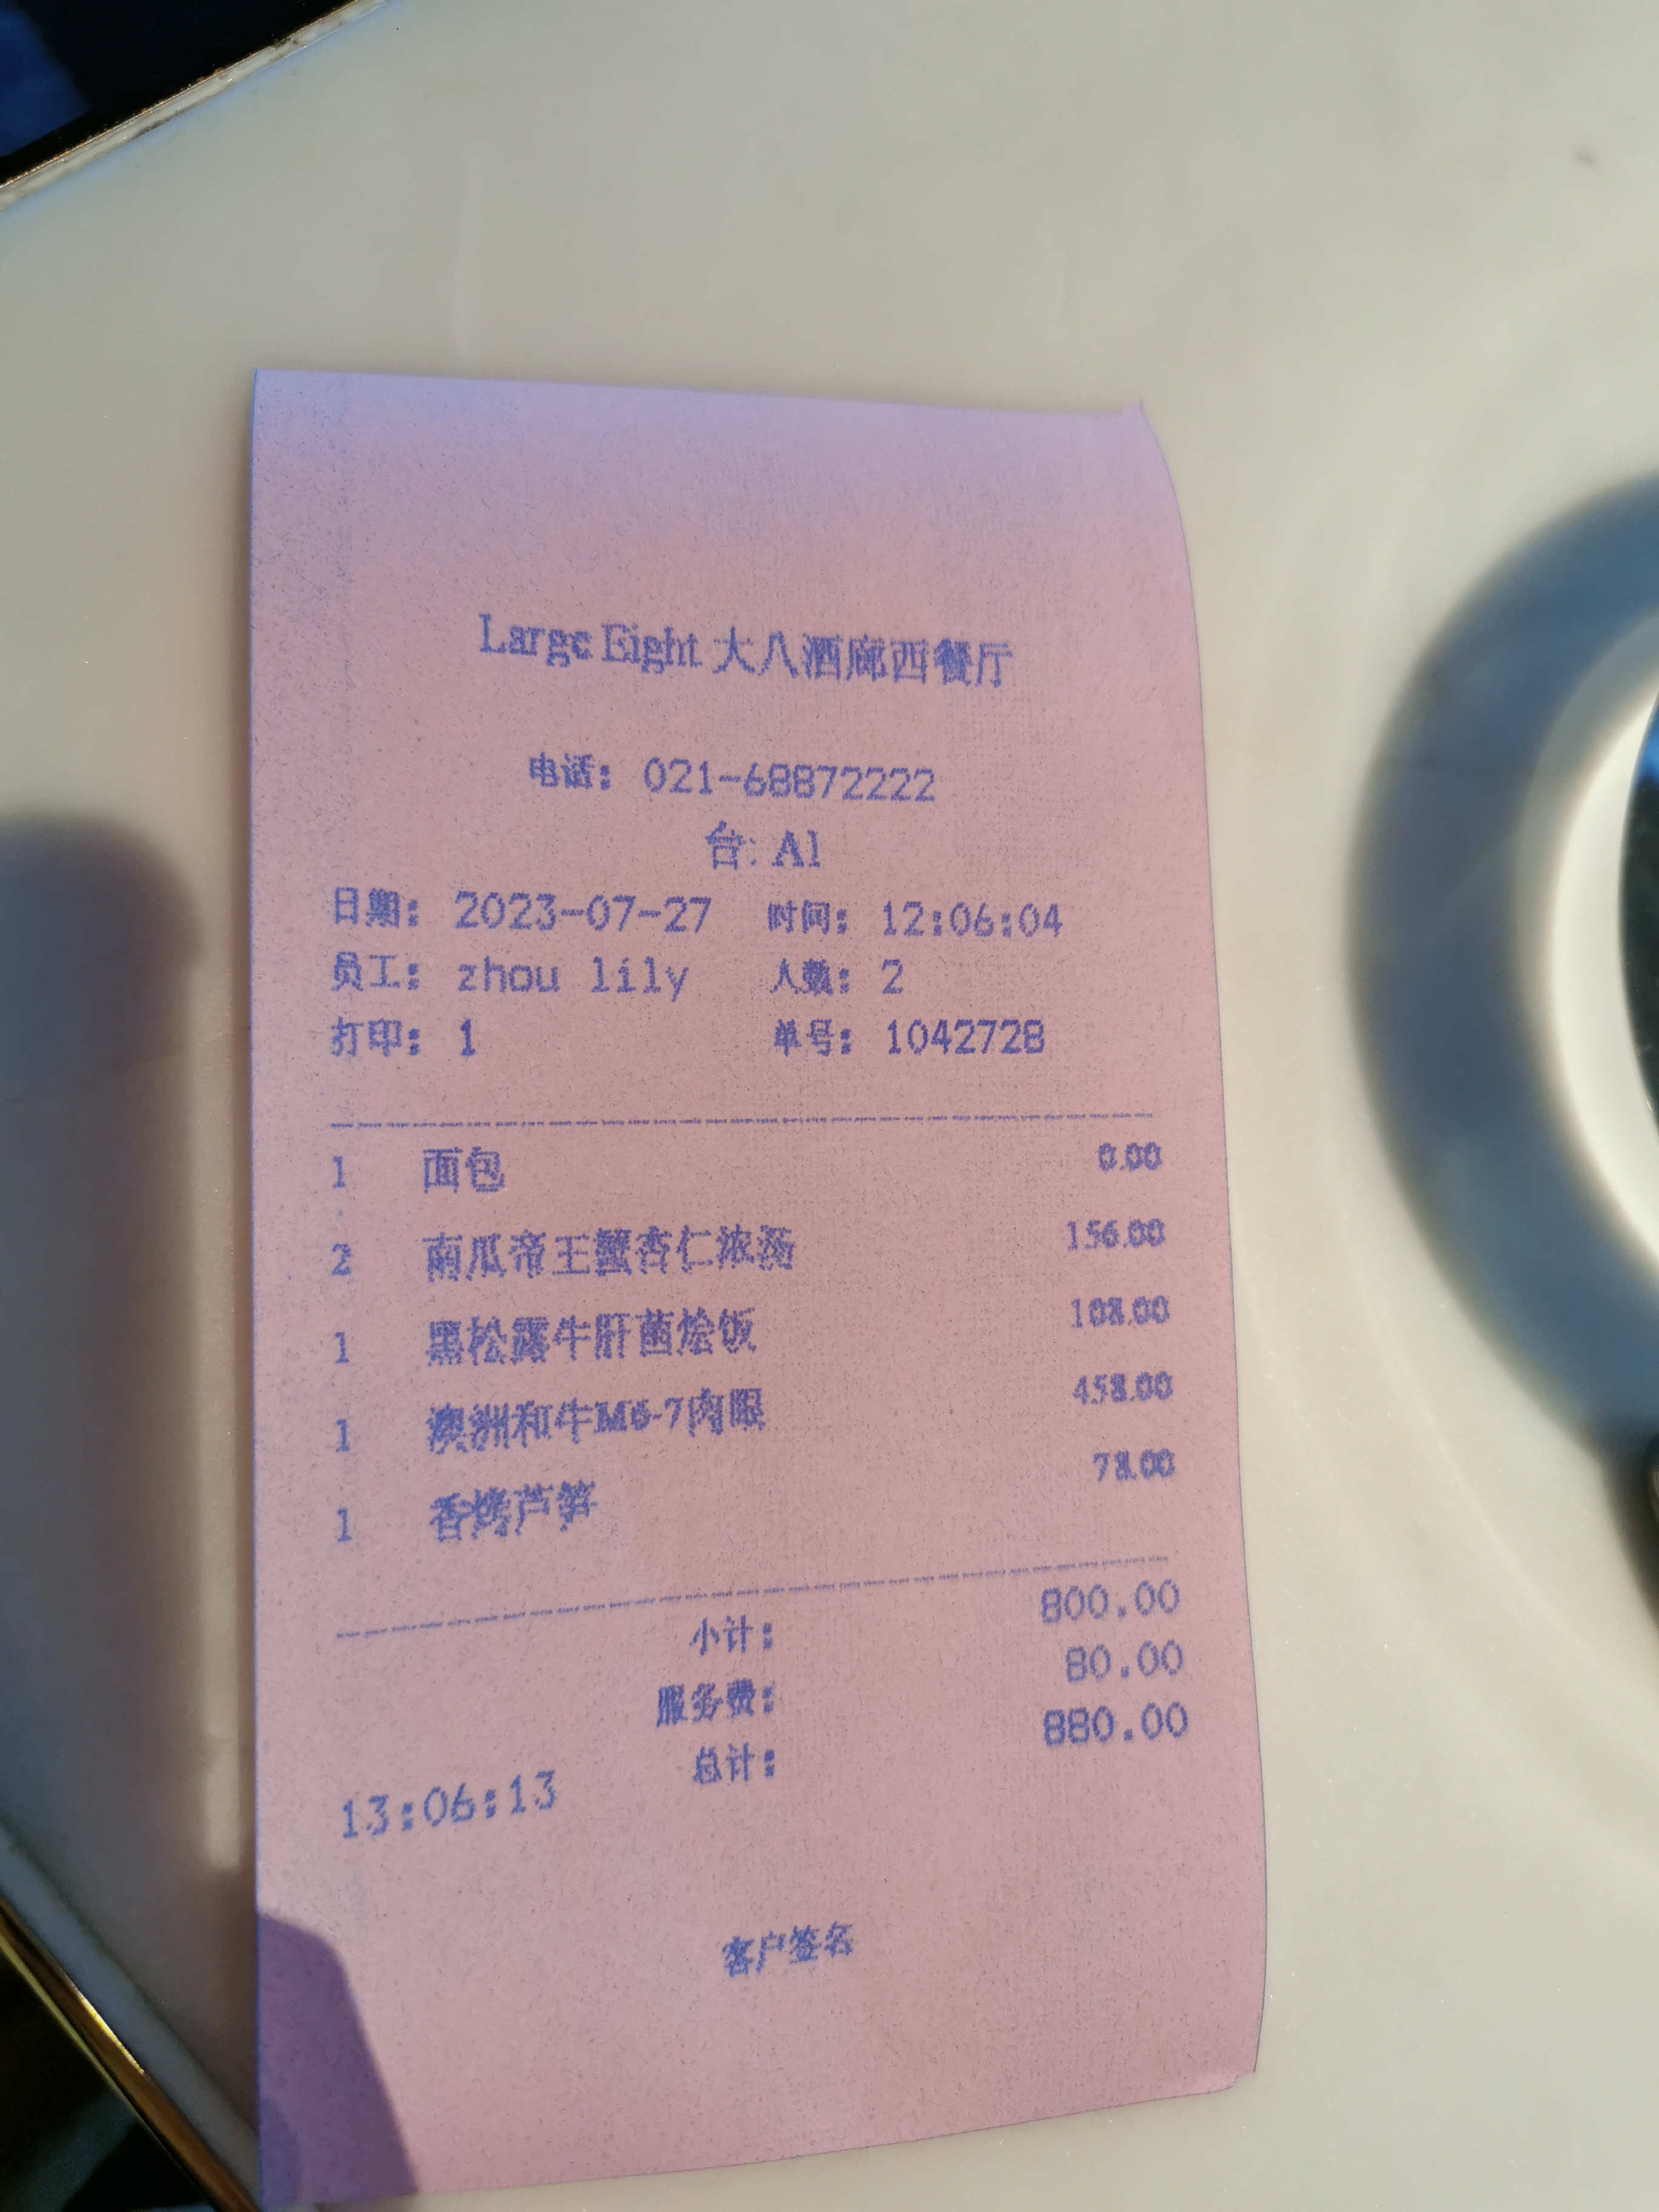 Large Eight 大八酒廊西餐厅
电话: 021-68872222
台: A1
日期: 2023-07-27 时间: 12:06:04
员工: zhou lily 人数: 2
打印: 1 单号: 1042728
1 面包 0.00
2 南瓜帝王蟹杏仁浓汤 156.00
1 黑松露牛肝菌烩饭 108.00
1 澳洲和牛M6-7肉眼 458.00
1 香烤芦笋 78.00
小计: 800.00
服务费: 80.00
总计: 880.00
13:06:13
客户签名